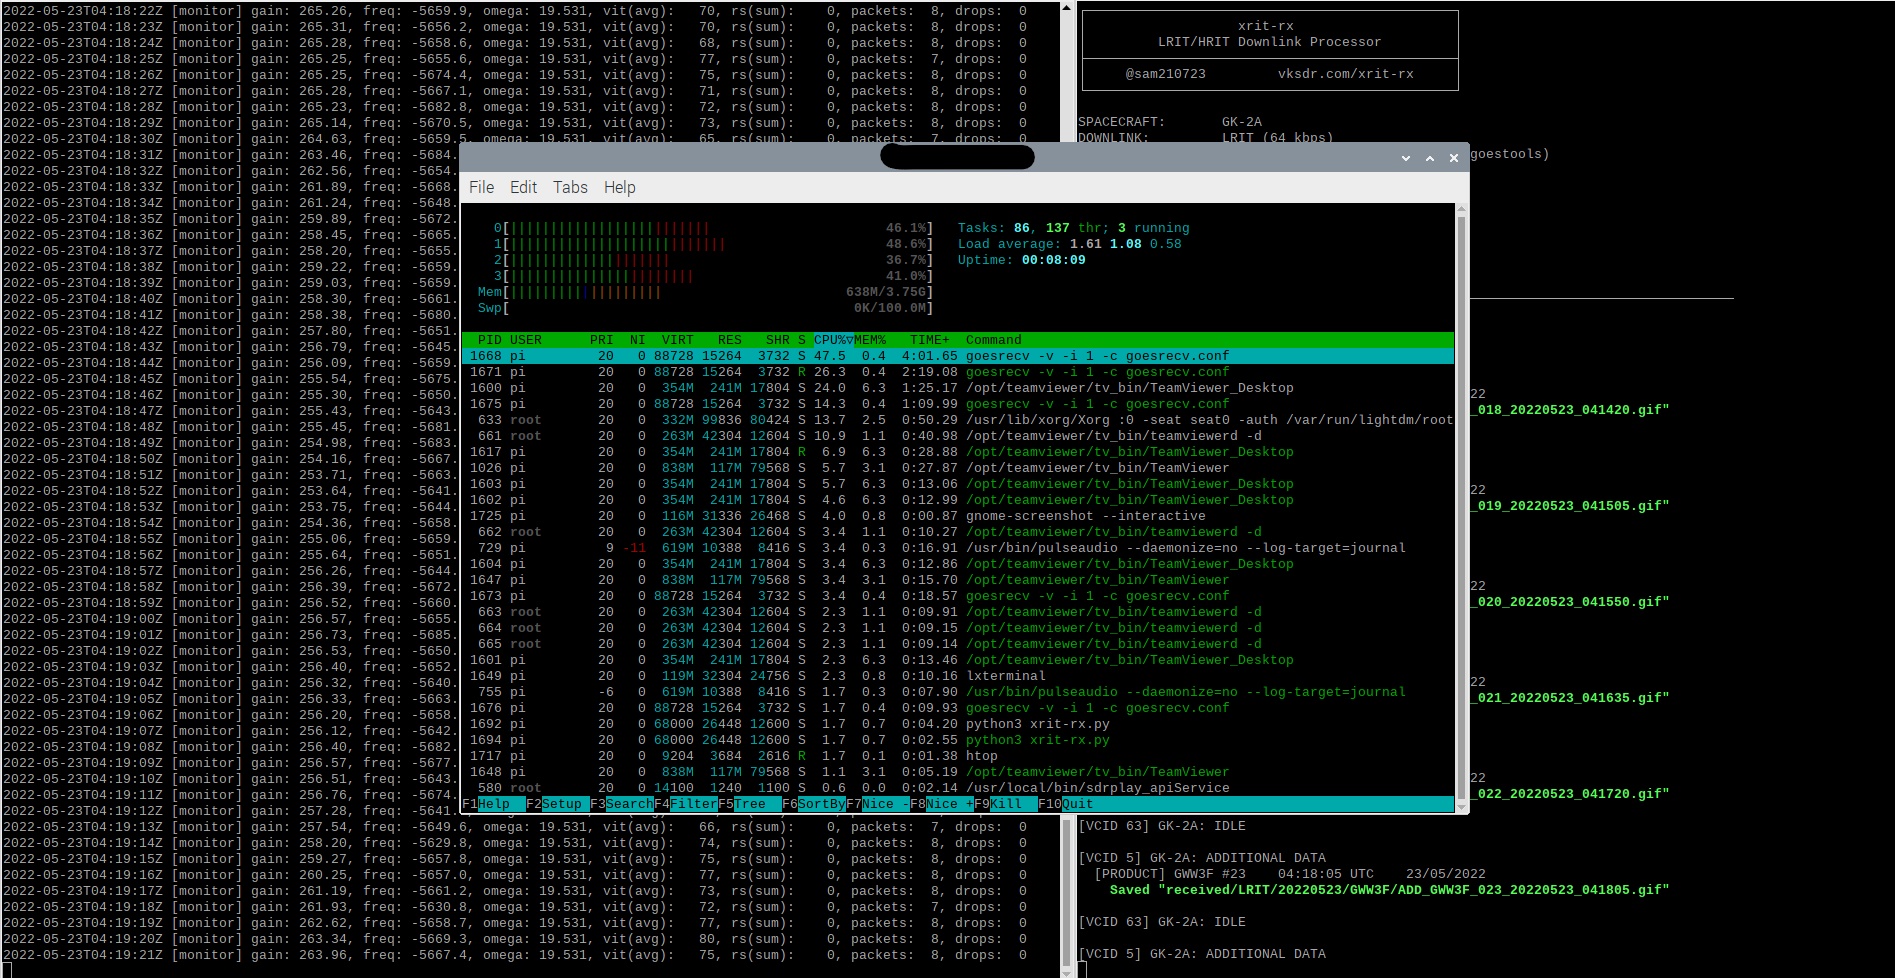 2022-05-23T04:18:22Z [monitor] gain: 265.26, freq: -5659.9, omega: 19.531, vit(avg):   70, rs(sum):    0, packets:  8, drops:  0
2022-05-23T04:18:23Z [monitor] gain: 265.31, freq: -5656.2, omega: 19.531, vit(avg):   70, rs(sum):    0, packets:  8, drops:  0
2022-05-23T04:18:24Z [monitor] gain: 265.28, freq: -5658.6, omega: 19.531, vit(avg):   68, rs(sum):    0, packets:  8, drops:  0
2022-05-23T04:18:25Z [monitor] gain: 265.25, freq: -5655.6, omega: 19.531, vit(avg):   77, rs(sum):    0, packets:  7, drops:  0
2022-05-23T04:18:26Z [monitor] gain: 265.25, freq: -5674.4, omega: 19.531, vit(avg):   75, rs(sum):    0, packets:  8, drops:  0
2022-05-23T04:18:27Z [monitor] gain: 265.28, freq: -5667.1, omega: 19.531, vit(avg):   71, rs(sum):    0, packets:  8, drops:  0
2022-05-23T04:18:28Z [monitor] gain: 265.23, freq: -5682.8, omega: 19.531, vit(avg):   72, rs(sum):    0, packets:  8, drops:  0
2022-05-23T04:18:29Z [monitor] gain: 265.14, freq: -5670.5, omega: 19.531, vit(avg):   73, rs(sum):    0, packets:  8, drops:  0
2022-05-23T04:18:30Z [monitor] gain: 264.63, freq: -5659.5, omega: 19.531, vit(avg):   65, rs(sum):    0, packets:  7, drops:  0
2022-05-23T04:18:31Z [monitor] gain: 263.46, freq: -5684.
2022-05-23T04:18:32Z [monitor] gain: 262.56, freq: -5654.
2022-05-23T04:18:33Z [monitor] gain: 261.89, freq: -5668.
2022-05-23T04:18:34Z [monitor] gain: 261.24, freq: -5648.
2022-05-23T04:18:35Z [monitor] gain: 259.89, freq: -5672.
2022-05-23T04:18:36Z [monitor] gain: 258.45, freq: -5665.
2022-05-23T04:18:37Z [monitor] gain: 258.20, freq: -5655.
2022-05-23T04:18:38Z [monitor] gain: 259.22, freq: -5659.
2022-05-23T04:18:39Z [monitor] gain: 259.03, freq: -5659.
2022-05-23T04:18:40Z [monitor] gain: 258.30, freq: -5661.
2022-05-23T04:18:41Z [monitor] gain: 258.38, freq: -5680.
2022-05-23T04:18:42Z [monitor] gain: 257.80, freq: -5651.
2022-05-23T04:18:43Z [monitor] gain: 256.79, freq: -5645.
2022-05-23T04:18:44Z [monitor] gain: 256.09, freq: -5659.
2022-05-23T04:18:45Z [monitor] gain: 255.54, freq: -5675.
2022-05-23T04:18:46Z [monitor] gain: 255.30, freq: -5650.
2022-05-23T04:18:47Z [monitor] gain: 255.43, freq: -5643.
2022-05-23T04:18:48Z [monitor] gain: 255.45, freq: -5681.
2022-05-23T04:18:49Z [monitor] gain: 254.98, freq: -5683.
2022-05-23T04:18:50Z [monitor] gain: 254.16, freq: -5667.
2022-05-23T04:18:51Z [monitor] gain: 253.71, freq: -5663.
2022-05-23T04:18:52Z [monitor] gain: 253.64, freq: -5641.
2022-05-23T04:18:53Z [monitor] gain: 253.75, freq: -5644.
2022-05-23T04:18:54Z [monitor] gain: 254.36, freq: -5658.
2022-05-23T04:18:55Z [monitor] gain: 255.06, freq: -5659.
2022-05-23T04:18:56Z [monitor] gain: 255.64, freq: -5651.
2022-05-23T04:18:57Z [monitor] gain: 256.26, freq: -5644.
2022-05-23T04:18:58Z [monitor] gain: 256.39, freq: -5672.
2022-05-23T04:18:59Z [monitor] gain: 256.52, freq: -5660.
2022-05-23T04:19:00Z [monitor] gain: 256.57, freq: -5655.
2022-05-23T04:19:01Z [monitor] gain: 256.73, freq: -5685.
2022-05-23T04:19:02Z [monitor] gain: 256.53, freq: -5650.
2022-05-23T04:19:03Z [monitor] gain: 256.40, freq: -5652.
2022-05-23T04:19:04Z [monitor] gain: 256.32, freq: -5640.
2022-05-23T04:19:05Z [monitor] gain: 256.33, freq: -5663.
2022-05-23T04:19:06Z [monitor] gain: 256.20, freq: -5658.
2022-05-23T04:19:07Z [monitor] gain: 256.12, freq: -5642.
2022-05-23T04:19:08Z [monitor] gain: 256.40, freq: -5682.
2022-05-23T04:19:09Z [monitor] gain: 256.57, freq: -5677.
2022-05-23T04:19:10Z [monitor] gain: 256.51, freq: -5643.
2022-05-23T04:19:11Z [monitor] gain: 256.76, freq: -5674.
2022-05-23T04:19:12Z [monitor] gain: 257.28, freq: -5641.
2022-05-23T04:19:13Z [monitor] gain: 257.54, freq: -5649.6, omega: 19.531, vit(avg):   66, rs(sum):    0, packets:  7, drops:  0
2022-05-23T04:19:14Z [monitor] gain: 258.20, freq: -5629.8, omega: 19.531, vit(avg):   74, rs(sum):    0, packets:  8, drops:  0
2022-05-23T04:19:15Z [monitor] gain: 259.27, freq: -5657.8, omega: 19.531, vit(avg):   75, rs(sum):    0, packets:  8, drops:  0
2022-05-23T04:19:16Z [monitor] gain: 260.25, freq: -5657.0, omega: 19.531, vit(avg):   77, rs(sum):    0, packets:  8, drops:  0
2022-05-23T04:19:17Z [monitor] gain: 261.19, freq: -5661.2, omega: 19.531, vit(avg):   73, rs(sum):    0, packets:  8, drops:  0
2022-05-23T04:19:18Z [monitor] gain: 261.93, freq: -5630.8, omega: 19.531, vit(avg):   72, rs(sum):    0, packets:  7, drops:  0
2022-05-23T04:19:19Z [monitor] gain: 262.62, freq: -5658.7, omega: 19.531, vit(avg):   77, rs(sum):    0, packets:  8, drops:  0
2022-05-23T04:19:20Z [monitor] gain: 263.34, freq: -5669.3, omega: 19.531, vit(avg):   80, rs(sum):    0, packets:  8, drops:  0
2022-05-23T04:19:21Z [monitor] gain: 263.96, freq: -5667.4, omega: 19.531, vit(avg):   75, rs(sum):    0, packets:  8, drops:  0
File Edit Tabs Help
0[||||||||||||||||||||||||| 46.1%]
1[||||||||||||||||||||||||||| 48.6%]
2[|||||||||||||||||||| 36.7%]
3[||||||||||||||||||||||| 41.0%]
Mem[||||||||||||||||||| 638M/3.75G]
Swp[ 0K/100.0M]
Tasks: 86, 137 thr; 3 running
Load average: 1.61 1.08 0.58
Uptime: 00:08:09
PID USER PRI NI VIRT RES SHR S CPU%▽MEM% TIME+ Command
1668 pi 20 0 88728 15264 3732 S 47.5 0.4 4:01.65 goesrecv -v -i 1 -c goesrecv.conf
1671 pi 20 0 88728 15264 3732 R 26.3 0.4 2:19.08 goesrecv -v -i 1 -c goesrecv.conf
1600 pi 20 0 354M 241M 17804 S 24.0 6.3 1:25.17 /opt/teamviewer/tv_bin/TeamViewer_Desktop
1675 pi 20 0 88728 15264 3732 S 14.3 0.4 1:09.99 goesrecv -v -i 1 -c goesrecv.conf
633 root 20 0 332M 99836 80424 S 13.7 2.5 0:50.29 /usr/lib/xorg/Xorg :0 -seat seat0 -auth /var/run/lightdm/root
661 root 20 0 263M 42304 12604 S 10.9 1.1 0:40.98 /opt/teamviewer/tv_bin/teamviewerd -d
1617 pi 20 0 354M 241M 17804 R 6.9 6.3 0:28.88 /opt/teamviewer/tv_bin/TeamViewer_Desktop
1026 pi 20 0 838M 117M 79568 S 5.7 3.1 0:27.87 /opt/teamviewer/tv_bin/TeamViewer
1603 pi 20 0 354M 241M 17804 S 5.7 6.3 0:13.06 /opt/teamviewer/tv_bin/TeamViewer_Desktop
1602 pi 20 0 354M 241M 17804 S 4.6 6.3 0:12.99 /opt/teamviewer/tv_bin/TeamViewer_Desktop
1725 pi 20 0 116M 31336 26468 S 4.0 0.8 0:00.87 gnome-screenshot --interactive
662 root 20 0 263M 42304 12604 S 3.4 1.1 0:10.27 /opt/teamviewer/tv_bin/teamviewerd -d
729 pi 9 -11 619M 10388 8416 S 3.4 0.3 0:16.91 /usr/bin/pulseaudio --daemonize=no --log-target=journal
1604 pi 20 0 354M 241M 17804 S 3.4 6.3 0:12.86 /opt/teamviewer/tv_bin/TeamViewer_Desktop
1647 pi 20 0 838M 117M 79568 S 3.4 3.1 0:15.70 /opt/teamviewer/tv_bin/TeamViewer
1673 pi 20 0 88728 15264 3732 S 3.4 0.4 0:18.57 goesrecv -v -i 1 -c goesrecv.conf
663 root 20 0 263M 42304 12604 S 2.3 1.1 0:09.91 /opt/teamviewer/tv_bin/teamviewerd -d
664 root 20 0 263M 42304 12604 S 2.3 1.1 0:09.15 /opt/teamviewer/tv_bin/teamviewerd -d
665 root 20 0 263M 42304 12604 S 2.3 1.1 0:09.14 /opt/teamviewer/tv_bin/teamviewerd -d
1601 pi 20 0 354M 241M 17804 S 2.3 6.3 0:13.46 /opt/teamviewer/tv_bin/TeamViewer_Desktop
1649 pi 20 0 119M 32304 24756 S 2.3 0.8 0:10.16 lxterminal
755 pi -6 0 619M 10388 8416 S 1.7 0.3 0:07.90 /usr/bin/pulseaudio --daemonize=no --log-target=journal
1676 pi 20 0 88728 15264 3732 S 1.7 0.4 0:09.93 goesrecv -v -i 1 -c goesrecv.conf
1692 pi 20 0 68000 26448 12600 S 1.7 0.7 0:04.20 python3 xrit-rx.py
1694 pi 20 0 68000 26448 12600 S 1.7 0.7 0:02.55 python3 xrit-rx.py
1717 pi 20 0 9204 3684 2616 R 1.7 0.1 0:01.38 htop
1648 pi 20 0 838M 117M 79568 S 1.1 3.1 0:05.19 /opt/teamviewer/tv_bin/TeamViewer
580 root 20 0 14100 1240 1100 S 0.6 0.0 0:02.14 /usr/local/bin/sdrplay_apiService
F1Help F2Setup F3SearchF4FilterF5Tree F6SortByF7Nice -F8Nice +F9Kill F10Quit
xrit-rx
LRIT/HRIT Downlink Processor
@sam210723 vksdr.com/xrit-rx
SPACECRAFT: GK-2A
DOWNLINK: LRIT (64 kbps)
goestools)
22
_018_20220523_041420.gif"
22
_019_20220523_041505.gif"
22
_020_20220523_041550.gif"
22
_021_20220523_041635.gif"
22
_022_20220523_041720.gif"
[VCID 63] GK-2A: IDLE
[VCID 5] GK-2A: ADDITIONAL DATA
[PRODUCT] GWW3F #23 04:18:05 UTC 23/05/2022
Saved "received/LRIT/20220523/GWW3F/ADD_GWW3F_023_20220523_041805.gif"
[VCID 63] GK-2A: IDLE
[VCID 5] GK-2A: ADDITIONAL DATA